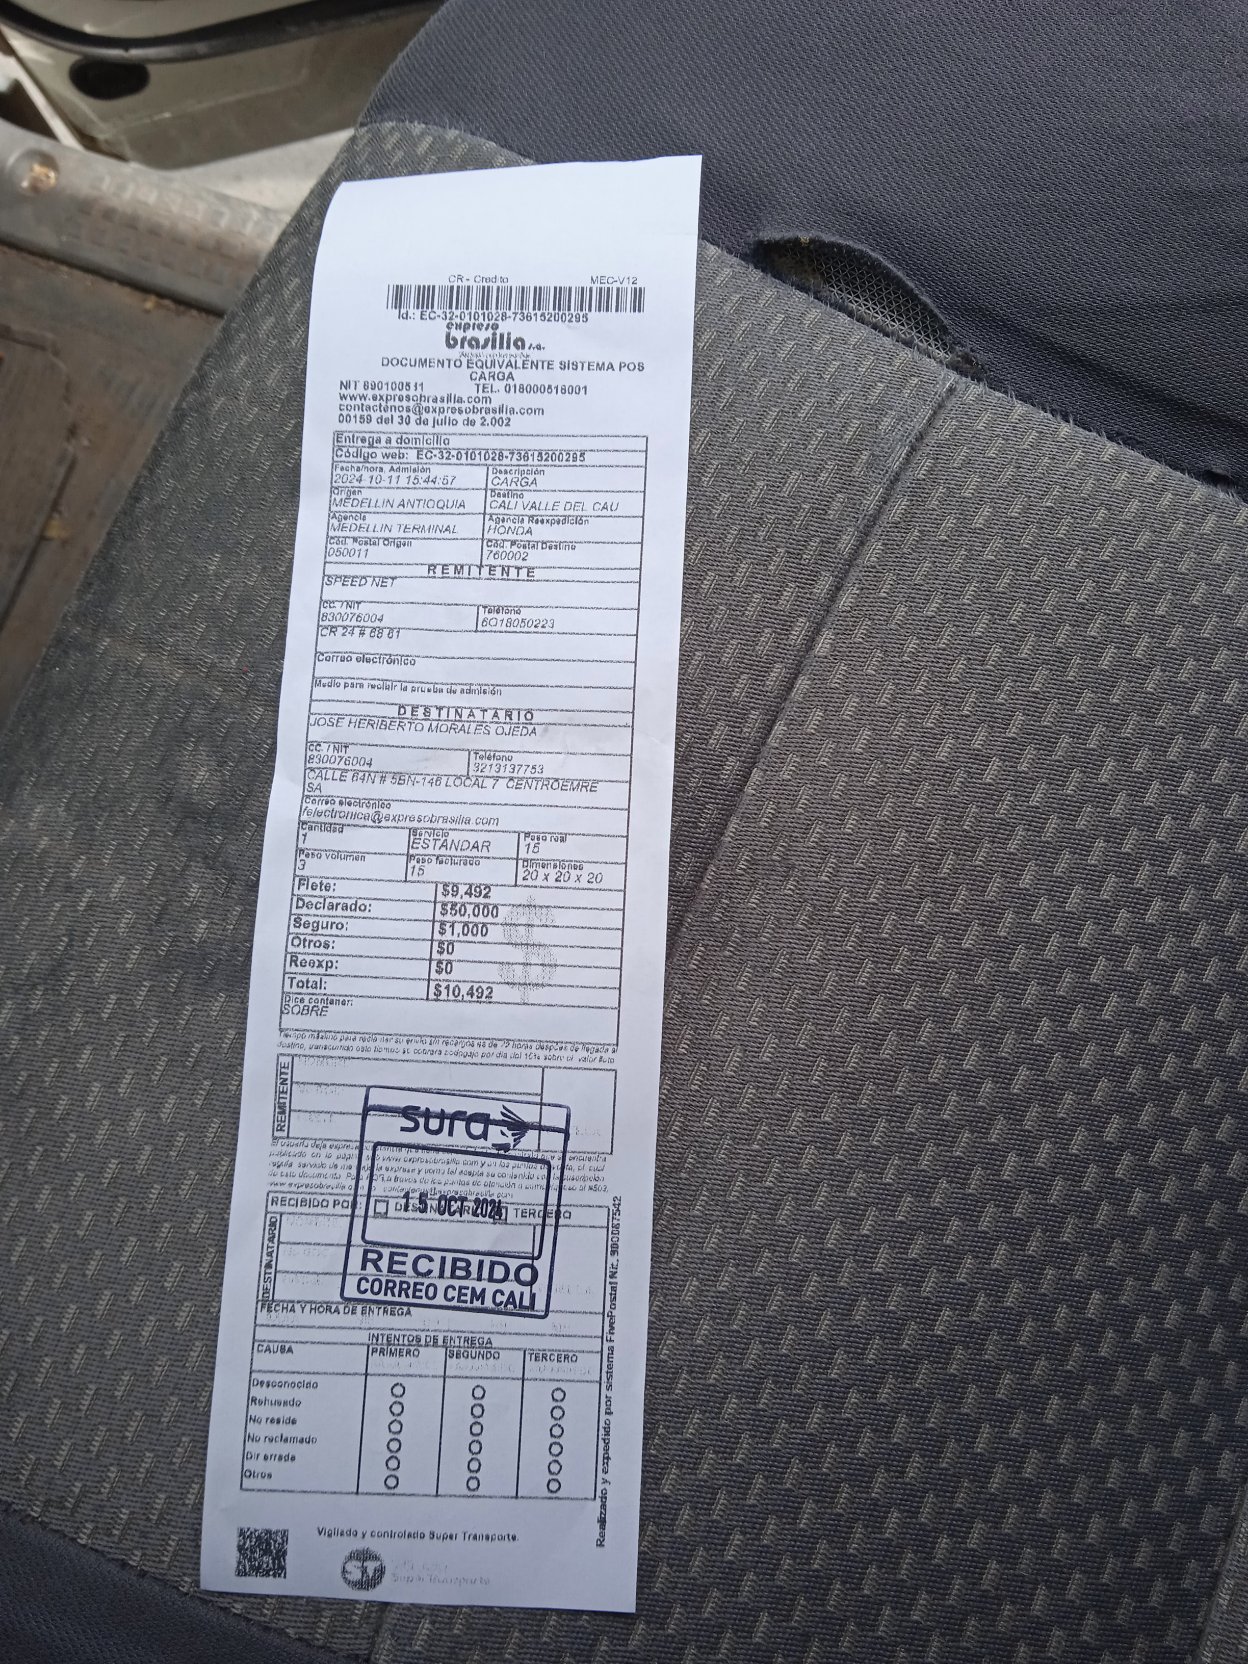 CR - Credito MEC-V12
Id.: EC-32-0101028-73615200295
expreso
brasilia s.a.
DOCUMENTO EQUIVALENTE SISTEMA POS
CARGA
NIT 890100531 TEL. 018000518001
www.expresobrasilia.com
contactenos@expresobrasilia.com
00159 del 30 de julio de 2.002
Entrega a domicilio
Código web: EC-32-0101028-73615200295
Fecha/hora. Admisión Descripción
2024-10-11 15:44:57 CARGA
Origen Destino
MEDELLIN ANTIOQUIA CALI VALLE DEL CAU
Agencia Agencia Reexpedición
MEDELLIN TERMINAL HONDA
Cód. Postal Origen Cód. Postal Destino
050011 760002
REMITENTE
SPEED NET
CC. / NIT Teléfono
830076004 6018050223
CR 24 # 68 61
Correo electrónico
Medio para recibir la prueba de admisión
DESTINATARIO
JOSE HERIBERTO MORALES OJEDA
CC. / NIT Teléfono
830076004 3213137753
CALLE 64N # 5BN-146 LOCAL 7 CENTROEMRE
SA
Correo electrónico
felectronica@expresobrasilia.com
Cantidad Servicio Peso real
1 ESTANDAR 15
Peso volumen Peso facturado Dimensiones
3 15 20 x 20 x 20
Flete: $9,492
Declarado: $50,000
Seguro: $1,000
Otros: $0
Reexp: $0
Total: $10,492
$
Dice contener:
SOBRE
REMITENTE
sura
15 OCT 2024
RECIBIDO
CORREO CEM CALI
RECIBIDO POR: TERCERO
DESTINATARIO
FECHA Y HORA DE ENTREGA
INTENTOS DE ENTREGA
CAUSA PRIMERO SEGUNDO TERCERO
Desconocido
Rehusado
No reside
No reclamado
Dir errada
Otros
Realizado y expedido por sistema FivePostal Nit. 900087542
Vigilado y controlado Super Transporte.